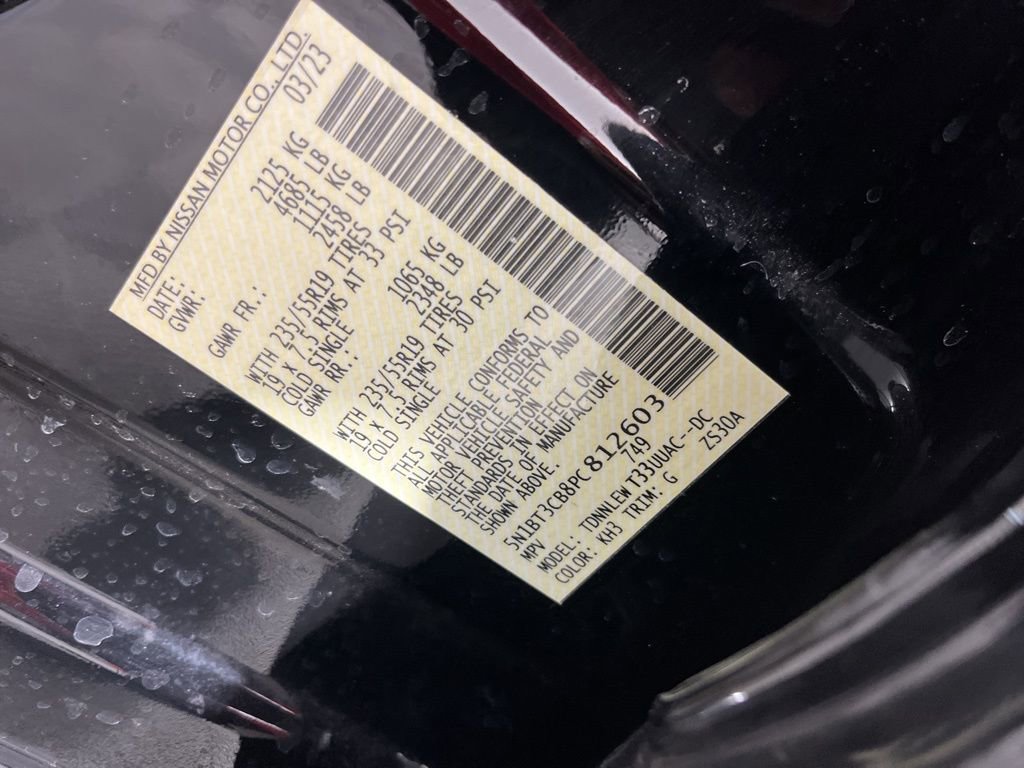 MFD BY NISSAN MOTOR CO., LTD.
DATE: 03/23
GVWR: 2125 KG
4685 LB
GAWR FR.: 1115 KG
2458 LB
WITH 235/55R19 TIRES
19 X 7.5 RIMS AT 33 PSI
COLD SINGLE
GAWR RR.: 1065 KG
2348 LB
WITH 235/55R19 TIRES
19 X 7.5 RIMS AT 30 PSI
COLD SINGLE
THIS VEHICLE CONFORMS TO
ALL APPLICABLE FEDERAL
MOTOR VEHICLE SAFETY AND
THEFT PREVENTION
STANDARDS IN EFFECT ON
THE DATE OF MANUFACTURE
SHOWN ABOVE.
5N1BT3CB8PC812603
MPV 749
MODEL: TDNNLEWT33UUAC--DC
COLOR: KH3 TRIM: G ZS30A